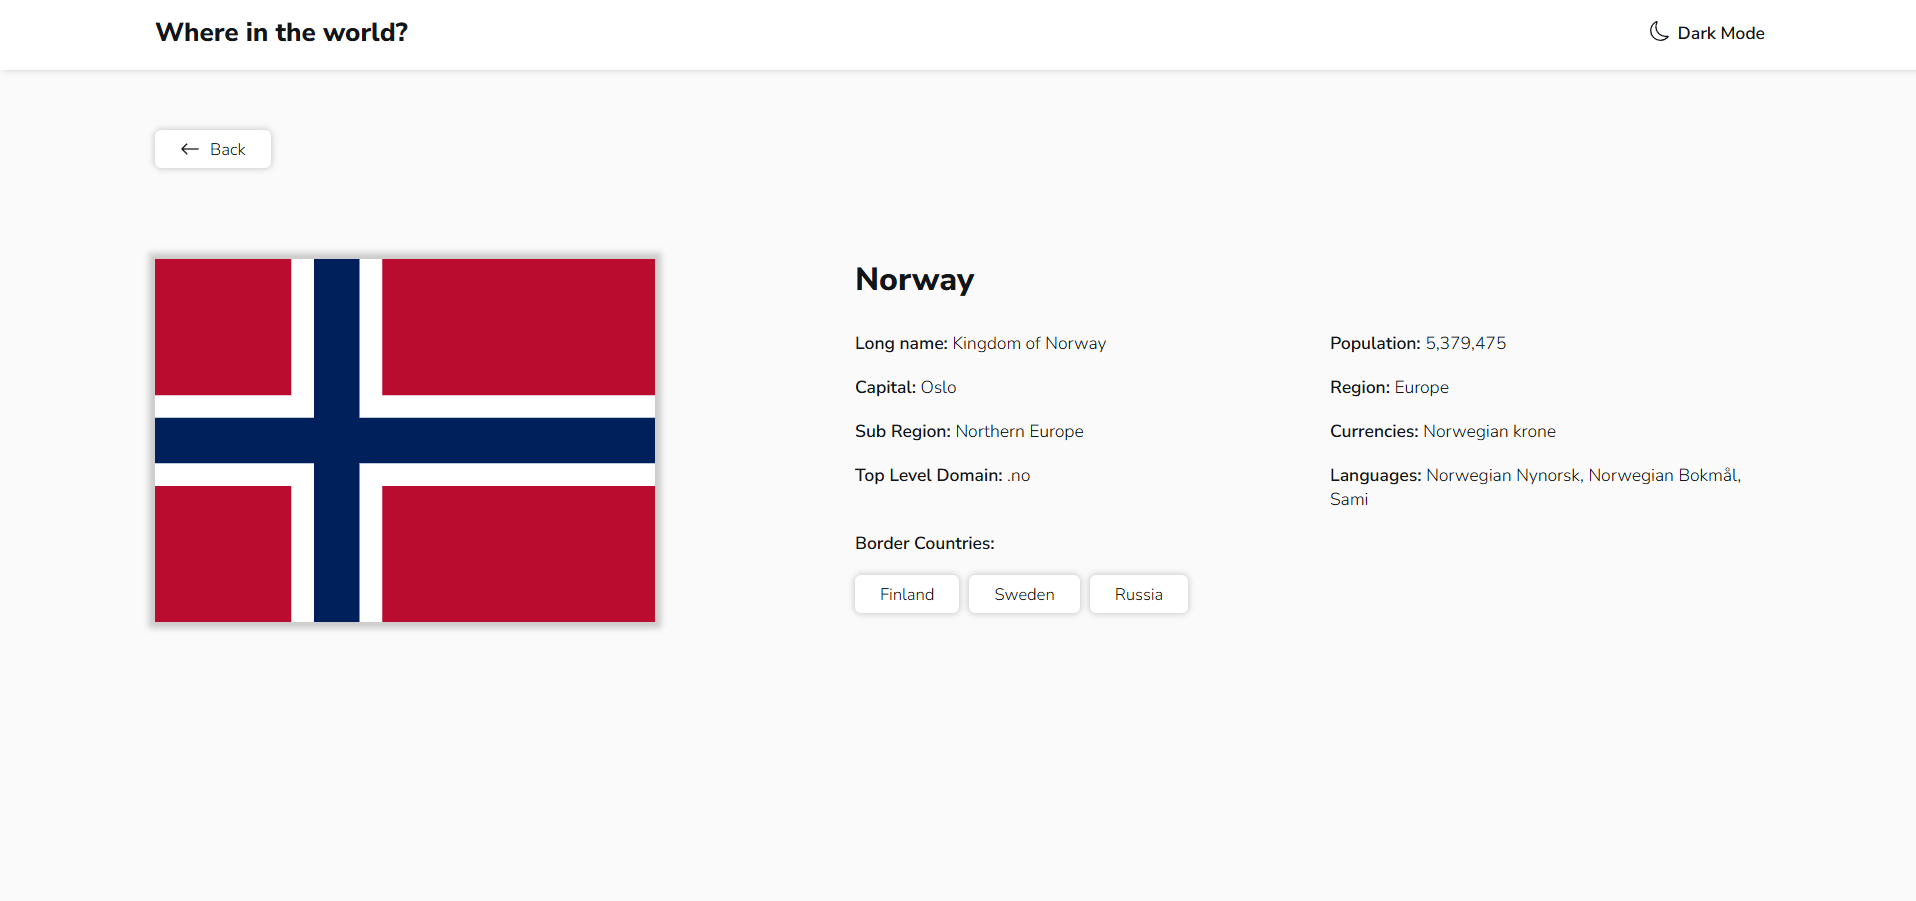 Where in the world?
Dark Mode
Back
Norway
Long name: Kingdom of Norway
Population: 5,379,475
Capital: Oslo
Region: Europe
Sub Region: Northern Europe
Currencies: Norwegian krone
Top Level Domain: .no
Languages: Norwegian Nynorsk, Norwegian Bokmål,
Sami
Border Countries:
Finland
Sweden
Russia